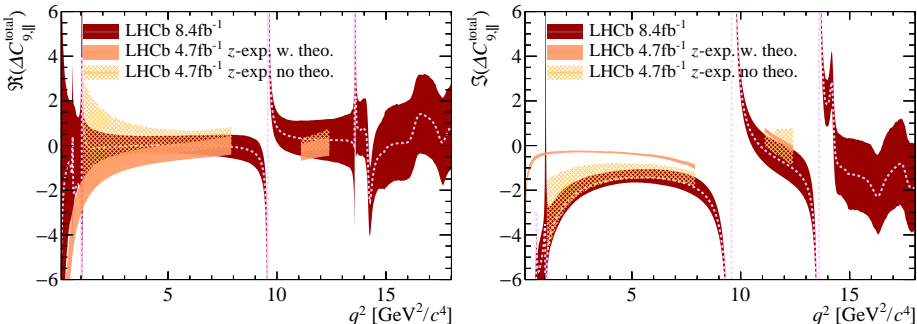 ℜ(ΔC^total_9,∥)
6
4
2
0
−2
−4
−6
LHCb 8.4fb⁻¹
LHCb 4.7fb⁻¹ z-exp. w. theo.
LHCb 4.7fb⁻¹ z-exp. no theo.
5 10 15
q² [GeV²/c⁴]
ℑ(ΔC^total_9,∥)
6
4
2
0
−2
−4
−6
LHCb 8.4fb⁻¹
LHCb 4.7fb⁻¹ z-exp. w. theo.
LHCb 4.7fb⁻¹ z-exp. no theo.
5 10 15
q² [GeV²/c⁴]